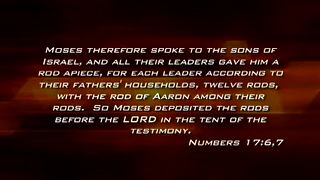 Moses therefore spoke to the sons of
Israel, and all their leaders gave him a
rod apiece, for each leader according to
their fathers' households, twelve rods,
with the rod of Aaron among their
rods. So Moses deposited the rods
before the LORD in the tent of the
testimony.
Numbers 17:6,7